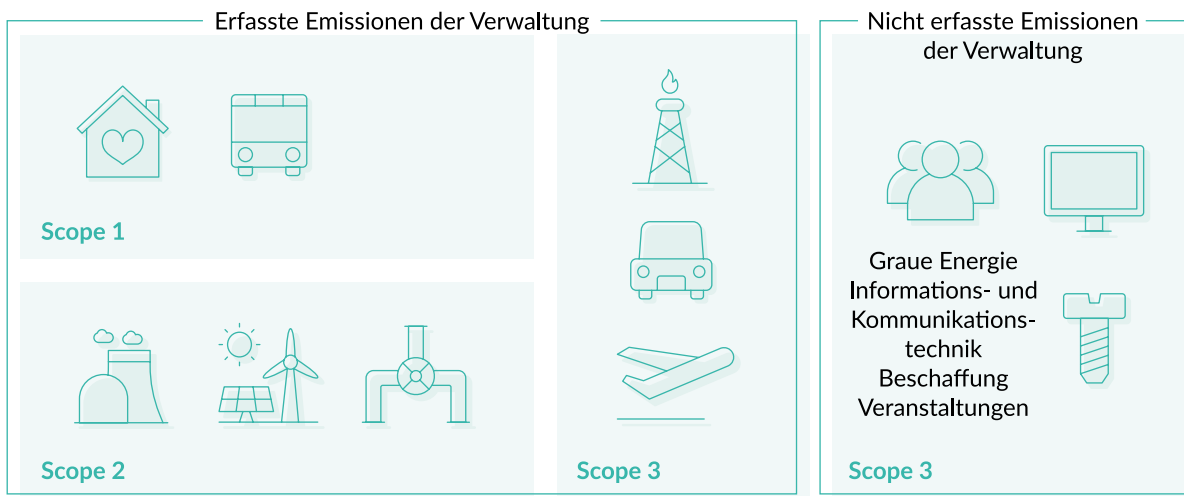 Erfasste Emissionen der Verwaltung
Scope 1
Scope 2
Scope 3
Nicht erfasste Emissionen
der Verwaltung
Graue Energie
Informations- und
Kommunikations-
technik
Beschaffung
Veranstaltungen
Scope 3